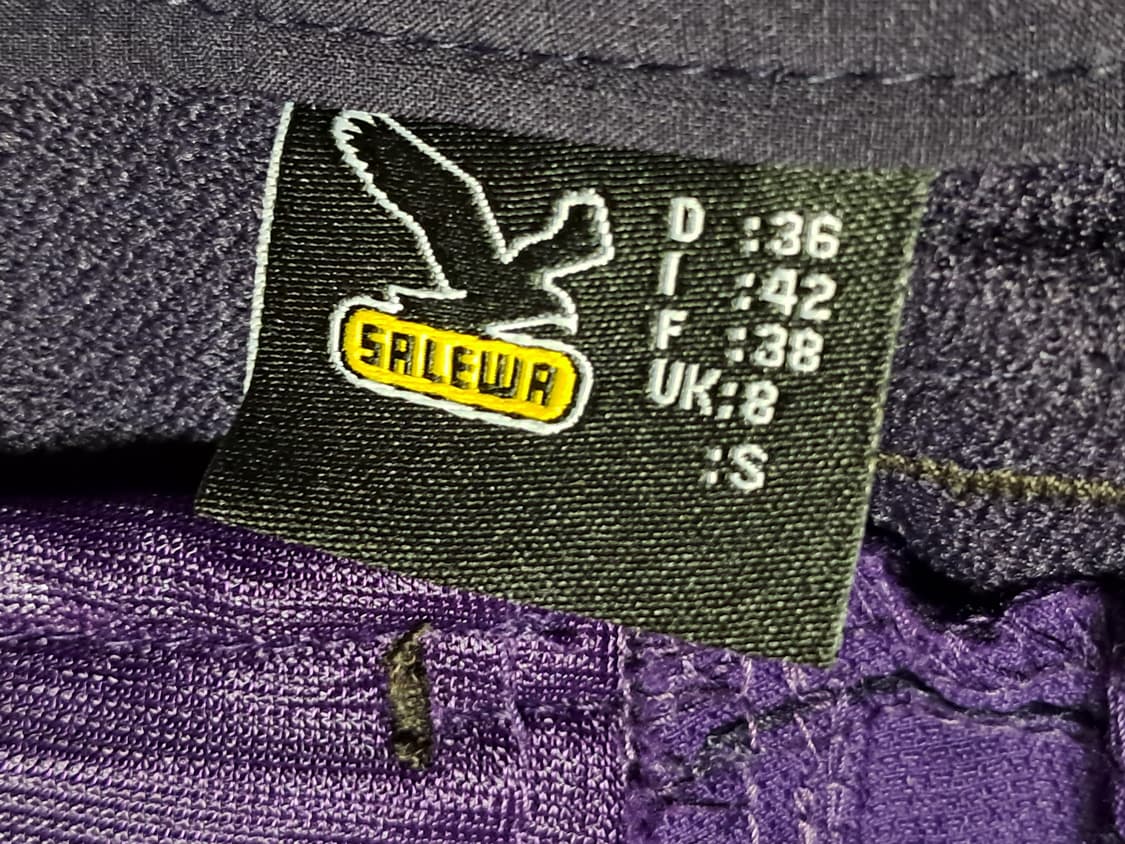 SALEWA
D :36
I :42
F :38
UK:8
:S